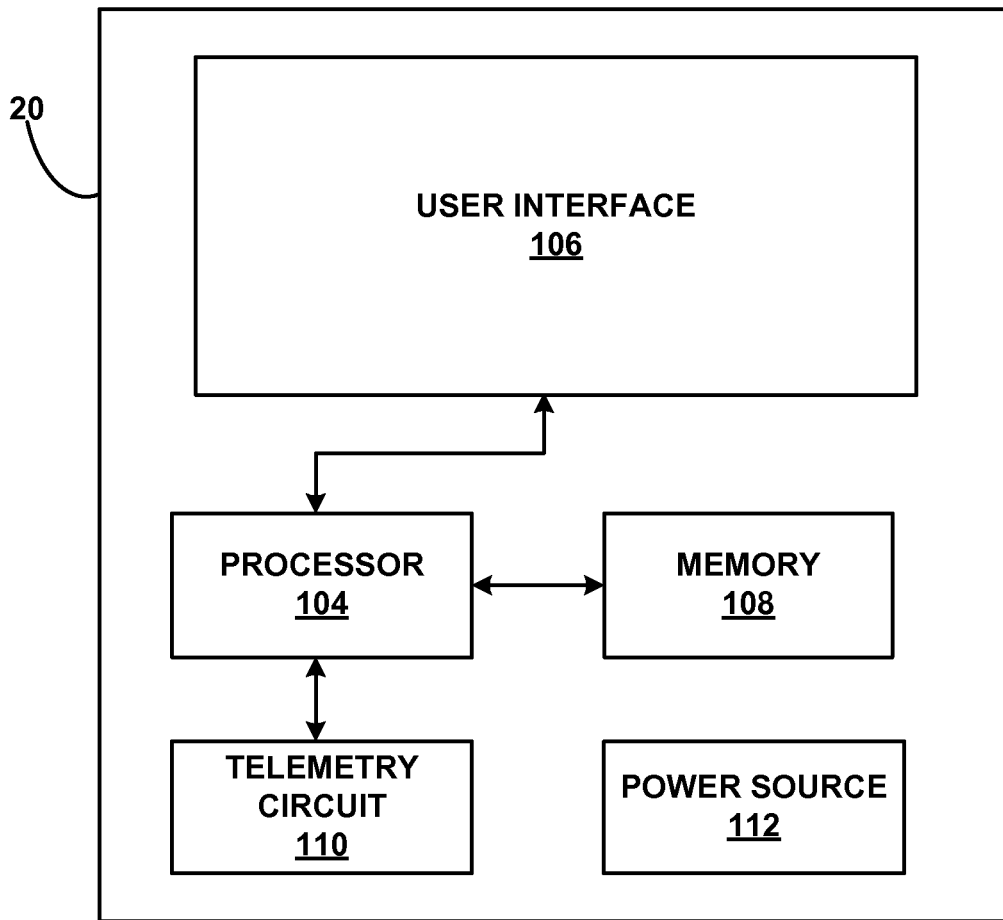 20
USER INTERFACE
106
PROCESSOR
104
MEMORY
108
TELEMETRY
CIRCUIT
110
POWER SOURCE
112